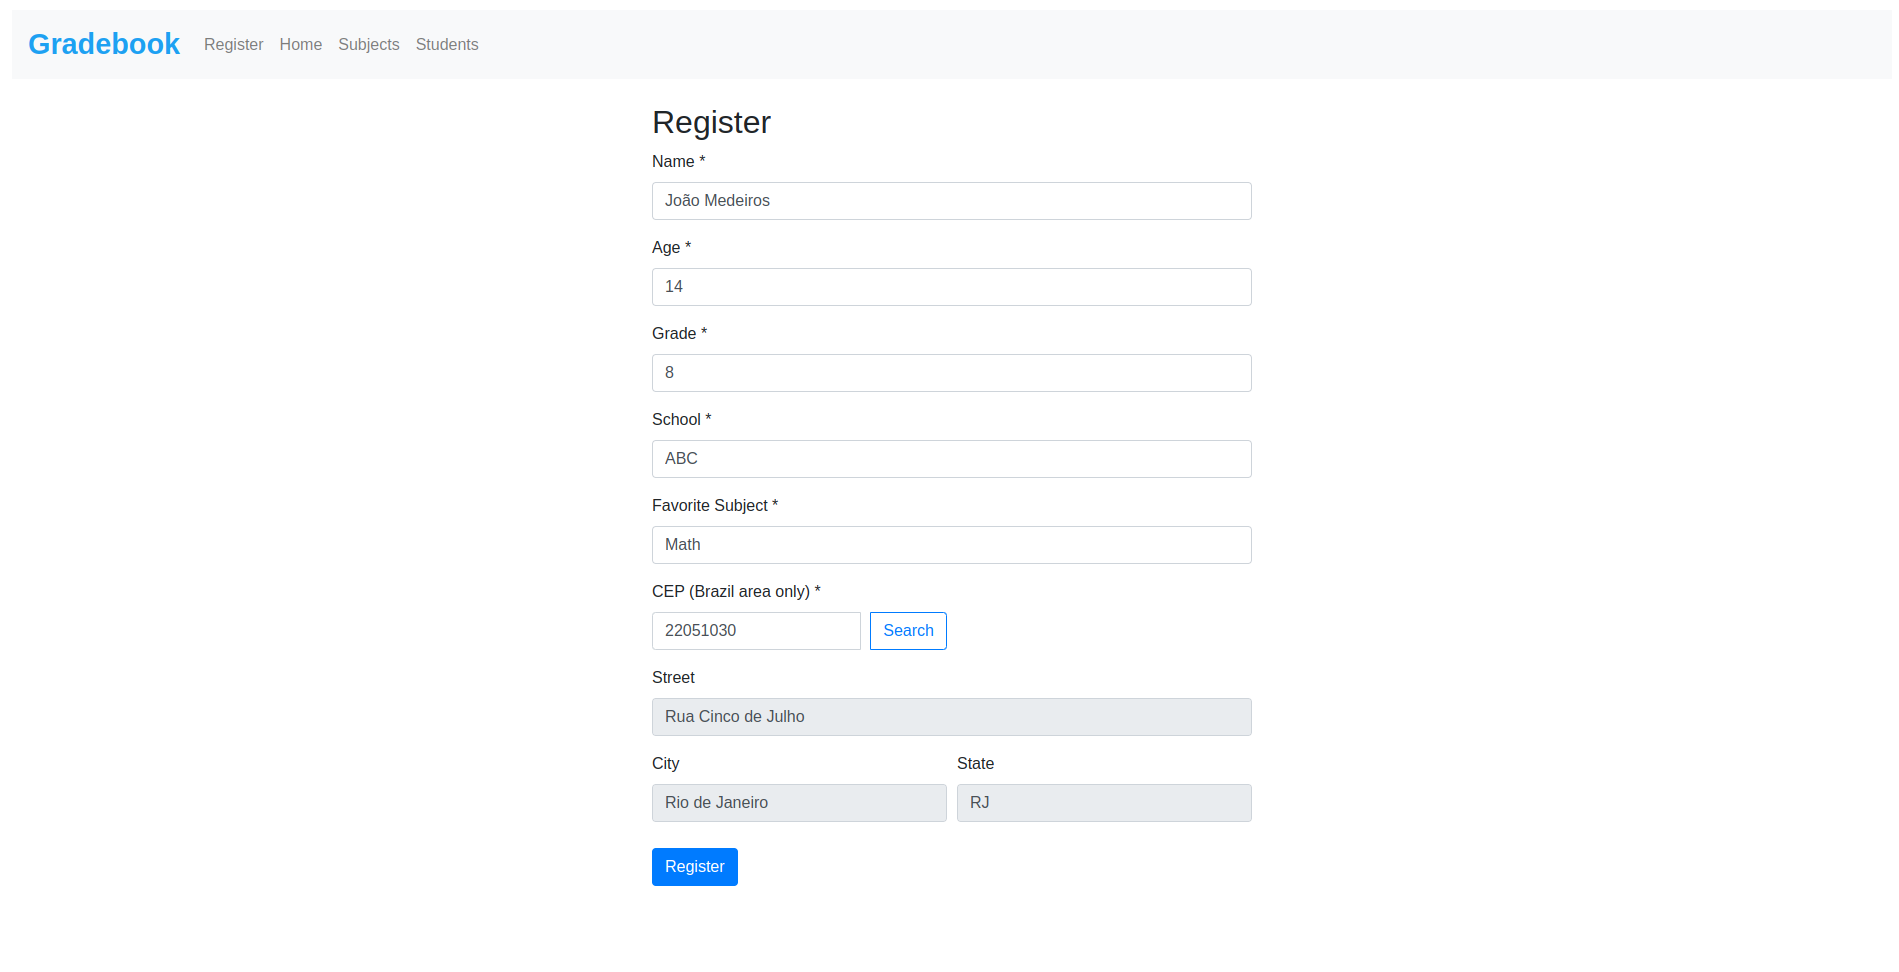 Gradebook Register Home Subjects Students
Register
Name *
João Medeiros
Age *
14
Grade *
8
School *
ABC
Favorite Subject *
Math
CEP (Brazil area only) *
22051030 Search
Street
Rua Cinco de Julho
City State
Rio de Janeiro RJ
Register